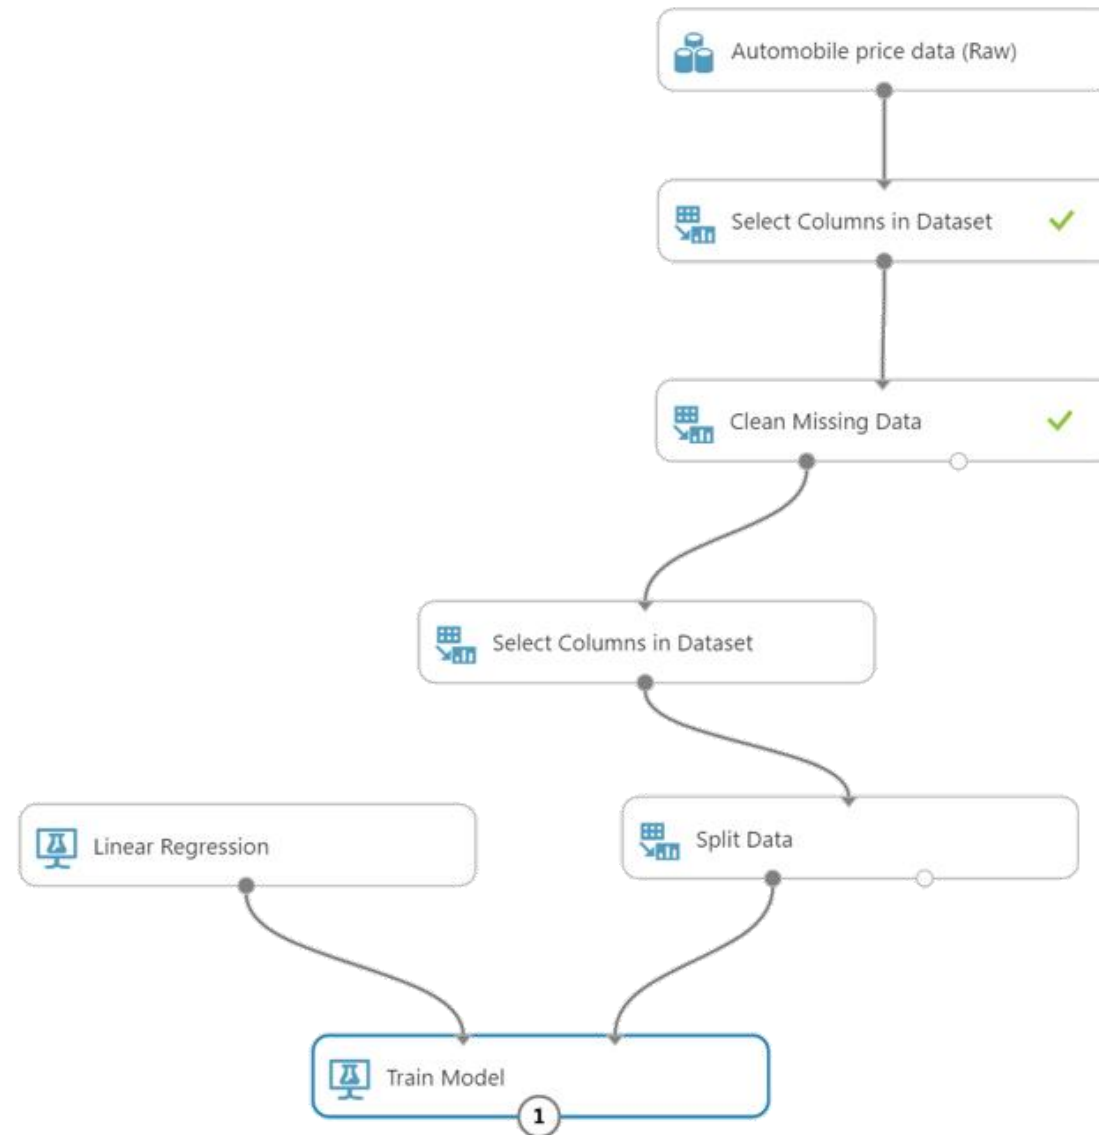 Automobile price data (Raw)
Select Columns in Dataset
Clean Missing Data
Select Columns in Dataset
Linear Regression
Split Data
Train Model
1